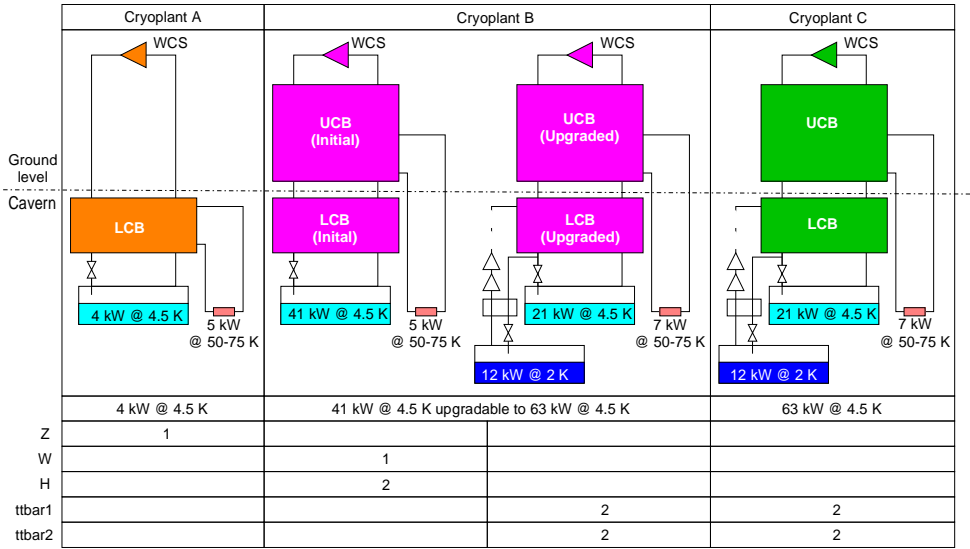 Cryoplant A Cryoplant B Cryoplant C
WCS WCS WCS WCS
UCB
(Initial)
UCB
(Upgraded)
UCB
Ground
level
Cavern
LCB
LCB
(Inital)
LCB
(Upgraded)
LCB
4 kW @ 4.5 K 41 kW @ 4.5 K 21 kW @ 4.5 K 21 kW @ 4.5 K
5 kW
@ 50-75 K
5 kW
@ 50-75 K
7 kW
@ 50-75 K
7 kW
@ 50-75 K
12 kW @ 2 K 12 kW @ 2 K
4 kW @ 4.5 K 41 kW @ 4.5 K upgradable to 63 kW @ 4.5 K 63 kW @ 4.5 K
Z 1
W 1
H 2
ttbar1 2 2
ttbar2 2 2